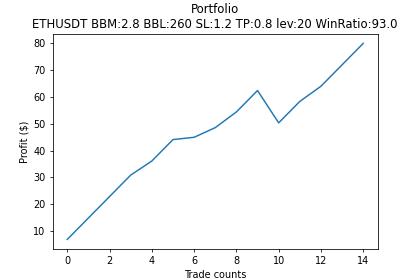 Portfolio
ETHUSDT BBM:2.8 BBL:260 SL:1.2 TP:0.8 lev:20 WinRatio:93.0
80
70
60
50
40
30
20
10
Profit ($)
0 2 4 6 8 10 12 14
Trade counts